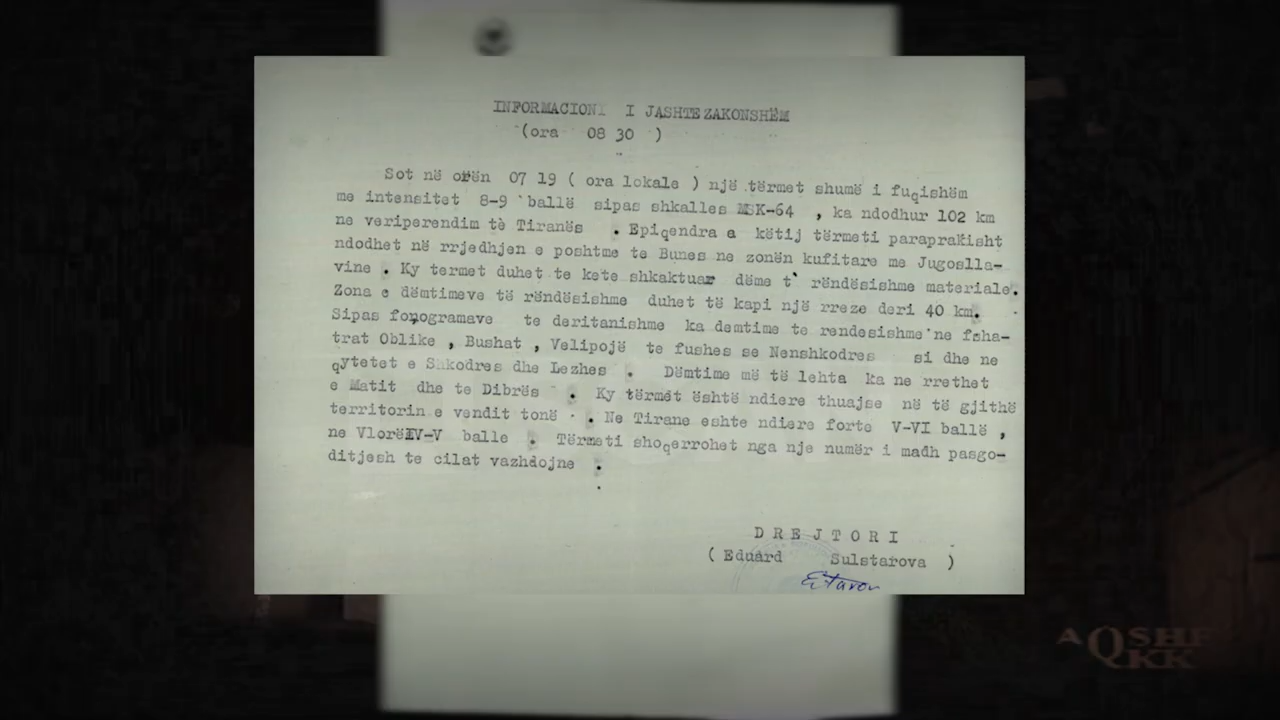 INFORMACIONI I JASHTEZAKONSHËM
(ora 08 30 )
Sot në orën 07 19 ( ora lokale ) një tërmet shumë i fuqishëm
me intensitet 8-9 ballë sipas shkalles MSK-64 , ka ndodhur 102 km
ne veriperendim të Tiranës . Epiqendra e këtij tërmeti paraprakisht
ndodhet në rrjedhjen e poshtme te Bunes ne zonën kufitare me Jugoslla-
vine . Ky termet duhet te kete shkaktuar dëme t' rëndësishme materiale.
Zona e dëmtimeve të rëndësishme duhet të kapi një rreze deri 40 km.
Sipas fonogramave te deritanishme ka demtime te rendesishme ne fsha-
trat Oblike , Bushat , Velipojë te fushes se Nenshkodres si dhe ne
qytetet e Shkodres dhe Lezhes . Dëmtime më të lehta ka ne rrethet
e Matit dhe te Dibrës . Ky tërmet është ndiere thuajse në të gjithë
territorin e vendit tonë . Ne Tirane eshte ndiere forte V-VI ballë ,
ne Vlorë IV-V balle . Tërmeti shoqerrohet nga nje numër i madh pasgo-
ditjesh te cilat vazhdojne .
DREJTORI
( Eduard Sulstarova )
AQSHF
QKK